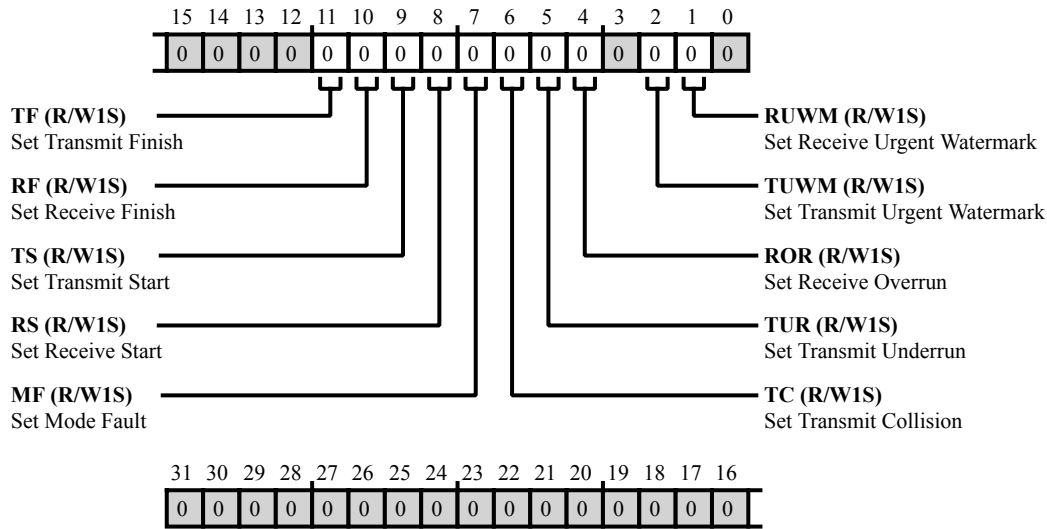 15 14 13 12 11 10 9 8 7 6 5 4 3 2 1 0
0 0 0 0 0 0 0 0 0 0 0 0 0 0 0 0
TF (R/W1S)
Set Transmit Finish
RF (R/W1S)
Set Receive Finish
TS (R/W1S)
Set Transmit Start
RS (R/W1S)
Set Receive Start
MF (R/W1S)
Set Mode Fault
RUWM (R/W1S)
Set Receive Urgent Watermark
TUWM (R/W1S)
Set Transmit Urgent Watermark
ROR (R/W1S)
Set Receive Overrun
TUR (R/W1S)
Set Transmit Underrun
TC (R/W1S)
Set Transmit Collision
31 30 29 28 27 26 25 24 23 22 21 20 19 18 17 16
0 0 0 0 0 0 0 0 0 0 0 0 0 0 0 0